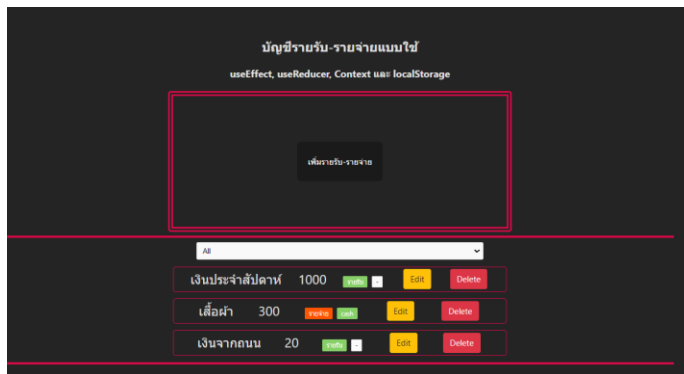 บัญชีรายรับ-รายจ่ายแบบใช้
useEffect, useReducer, Context และ localStorage
เพิ่มรายรับ-รายจ่าย
All
เงินประจำสัปดาห์ 1000 รายรับ - Edit Delete
เสื้อผ้า 300 รายจ่าย cash Edit Delete
เงินจากถนน 20 รายรับ - Edit Delete